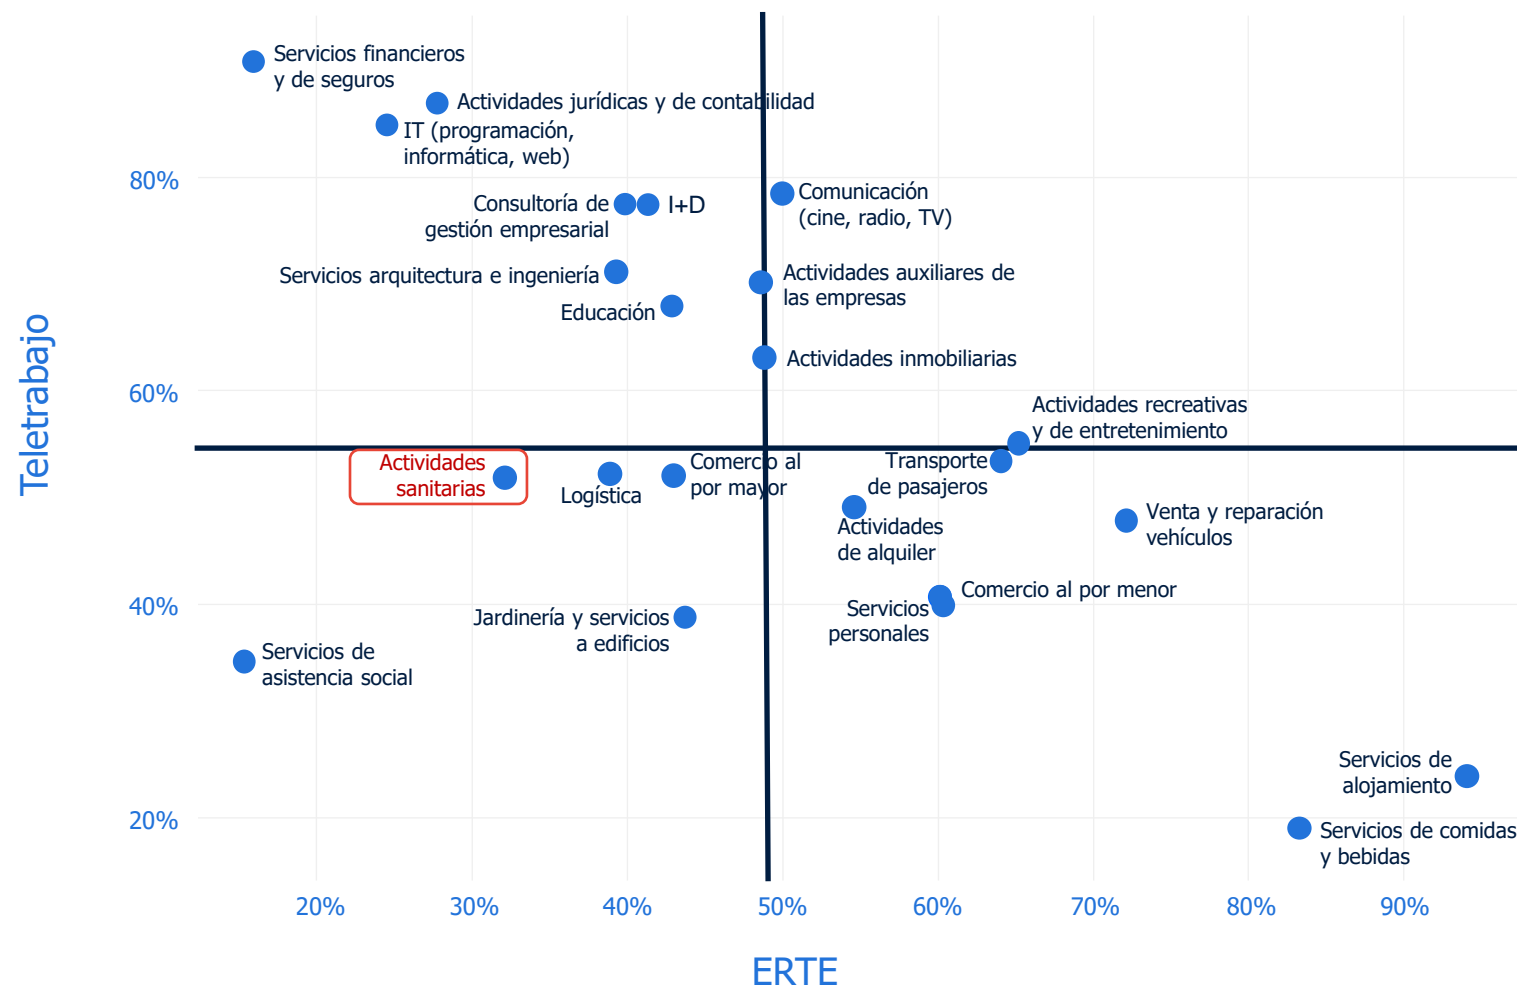 Servicios financieros
y de seguros
Actividades jurídicas y de contabilidad
IT (programación,
informática, web)
80%
Consultoría de
gestión empresarial
I+D
Comunicación
(cine, radio, TV)
Servicios arquitectura e ingeniería
Actividades auxiliares de
las empresas
Educación
Actividades inmobiliarias
Teletrabajo
60%
Actividades recreativas
y de entretenimiento
Actividades
sanitarias
Logística
Comercio al
por mayor
Transporte
de pasajeros
Actividades
de alquiler
Venta y reparación
vehículos
40%
Comercio al por menor
Servicios
personales
Jardinería y servicios
a edificios
Servicios de
asistencia social
Servicios de
alojamiento
20%
Servicios de comidas
y bebidas
20%
30%
40%
50%
60%
70%
80%
90%
ERTE